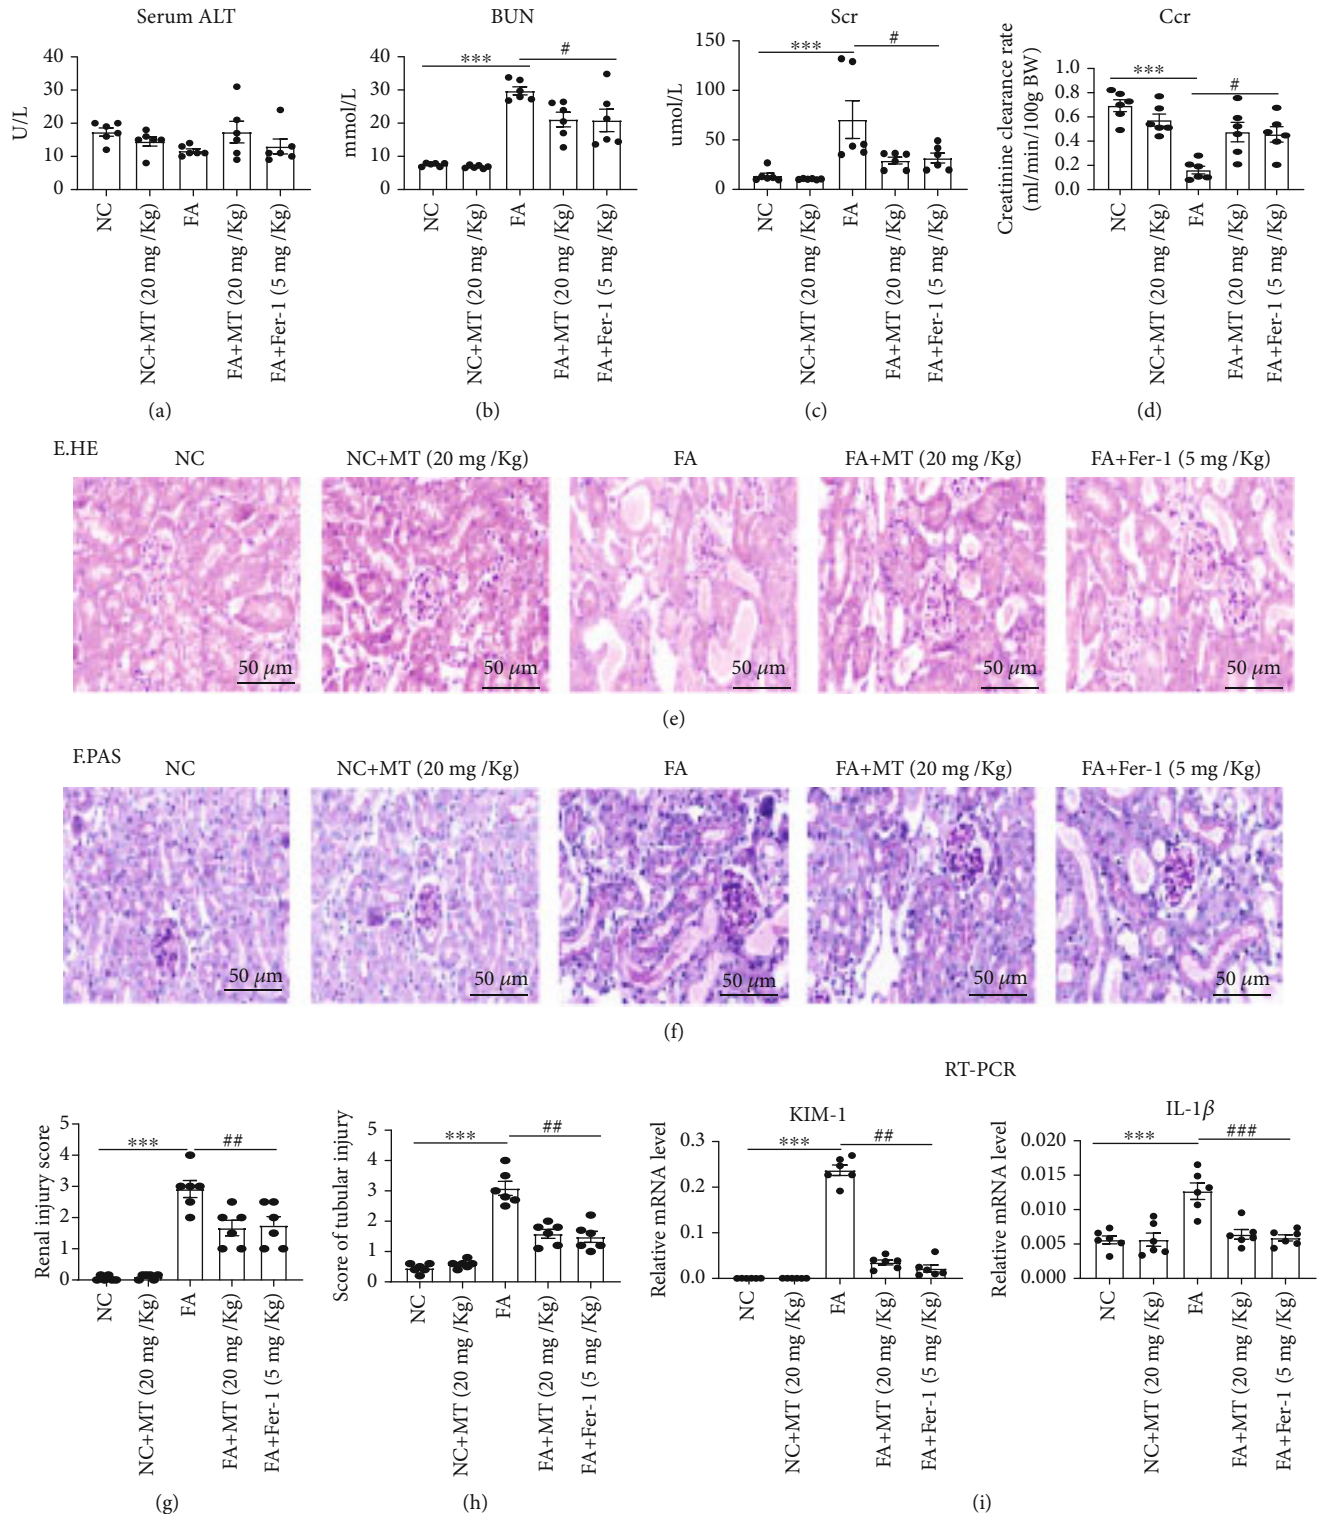 Serum ALT
U/L
40
30
20
10
0
NC
NC+MT (20 mg /Kg)
FA
FA+MT (20 mg /Kg)
FA+Fer-1 (5 mg /Kg)
(a)
BUN
mmol/L
40
30
20
10
0
***
#
NC
NC+MT (20 mg /Kg)
FA
FA+MT (20 mg /Kg)
FA+Fer-1 (5 mg /Kg)
(b)
Scr
umol/L
150
100
50
0
***
#
NC
NC+MT (20 mg /Kg)
FA
FA+MT (20 mg /Kg)
FA+Fer-1 (5 mg /Kg)
(c)
Ccr
Creatinine clearance rate
(ml/min/100g BW)
1.0
0.8
0.6
0.4
0.2
0.0
***
#
NC
NC+MT (20 mg /Kg)
FA
FA+MT (20 mg /Kg)
FA+Fer-1 (5 mg /Kg)
(d)
E.HE
NC
NC+MT (20 mg /Kg)
FA
FA+MT (20 mg /Kg)
FA+Fer-1 (5 mg /Kg)
50 μm
50 μm
50 μm
50 μm
50 μm
(e)
F.PAS
NC
NC+MT (20 mg /Kg)
FA
FA+MT (20 mg /Kg)
FA+Fer-1 (5 mg /Kg)
50 μm
50 μm
50 μm
50 μm
50 μm
(f)
Renal injury score
5
4
3
2
1
0
***
##
NC
NC+MT (20 mg /Kg)
FA
FA+MT (20 mg /Kg)
FA+Fer-1 (5 mg /Kg)
(g)
Score of tubular injury
5
4
3
2
1
0
***
##
NC
NC+MT (20 mg /Kg)
FA
FA+MT (20 mg /Kg)
FA+Fer-1 (5 mg /Kg)
(h)
RT-PCR
KIM-1
Relative mRNA level
0.3
0.2
0.1
0.0
***
##
NC
NC+MT (20 mg /Kg)
FA
FA+MT (20 mg /Kg)
FA+Fer-1 (5 mg /Kg)
IL-1β
Relative mRNA level
0.020
0.015
0.010
0.005
0.000
***
###
NC
NC+MT (20 mg /Kg)
FA
FA+MT (20 mg /Kg)
FA+Fer-1 (5 mg /Kg)
(i)